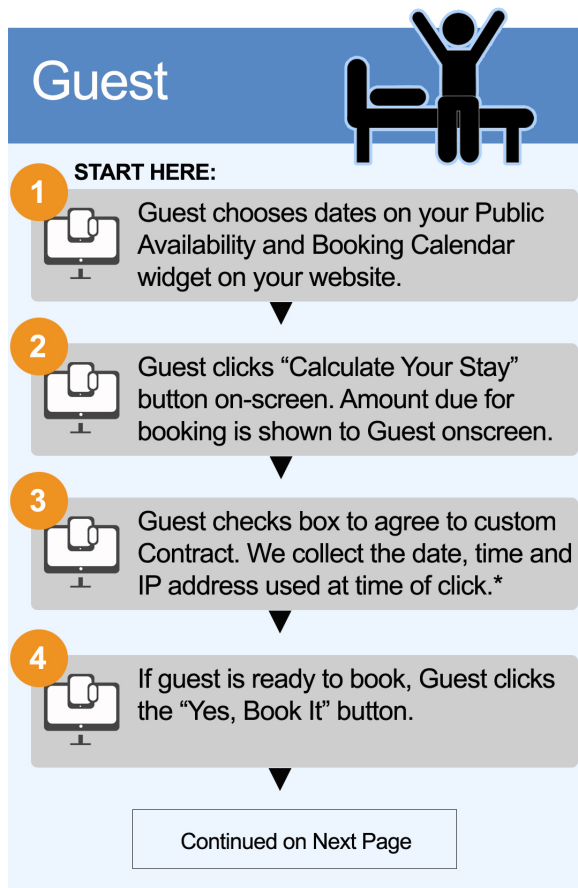 Guest
START HERE:
1
Guest chooses dates on your Public
Availability and Booking Calendar
widget on your website.
2
Guest clicks “Calculate Your Stay”
button on-screen. Amount due for
booking is shown to Guest onscreen.
3
Guest checks box to agree to custom
Contract. We collect the date, time and
IP address used at time of click.*
4
If guest is ready to book, Guest clicks
the “Yes, Book It” button.
Continued on Next Page